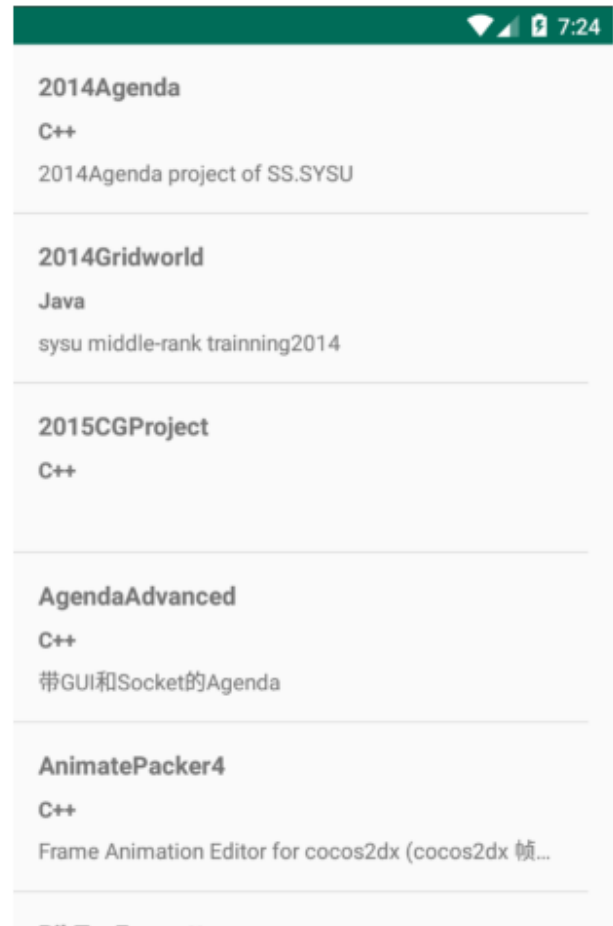 7:24
2014Agenda
C++
2014Agenda project of SS.SYSU
2014Gridworld
Java
sysu middle-rank trainning2014
2015CGProject
C++
AgendaAdvanced
C++
带GUI和Socket的Agenda
AnimatePacker4
C++
Frame Animation Editor for cocos2dx (cocos2dx 帧...